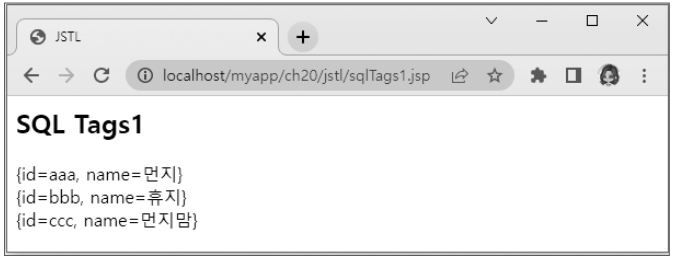 JSTL
localhost/myapp/ch20/jstl/sqlTags1.jsp
SQL Tags1
{id=aaa, name=먼지}
{id=bbb, name=휴지}
{id=ccc, name=먼지맘}